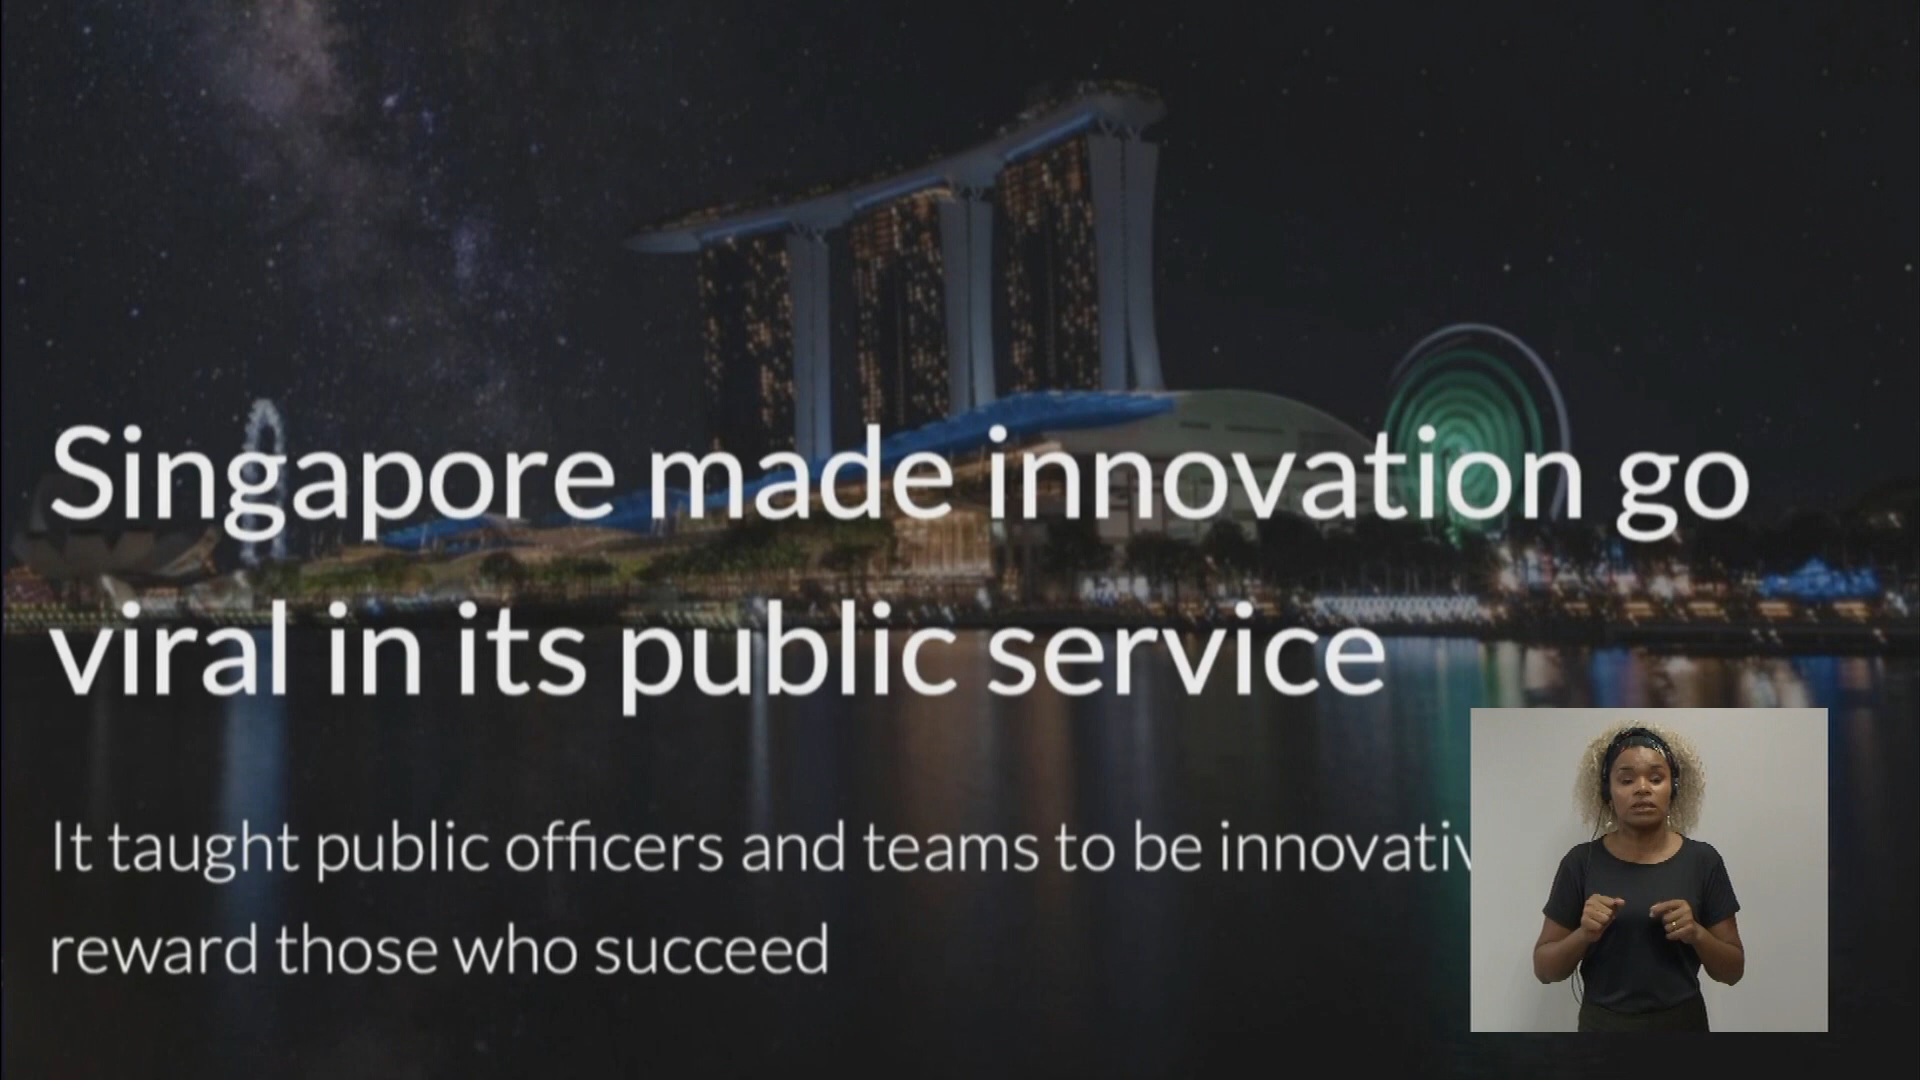 Singapore made innovation go
viral in its public service
It taught public officers and teams to be
reward those who succeed